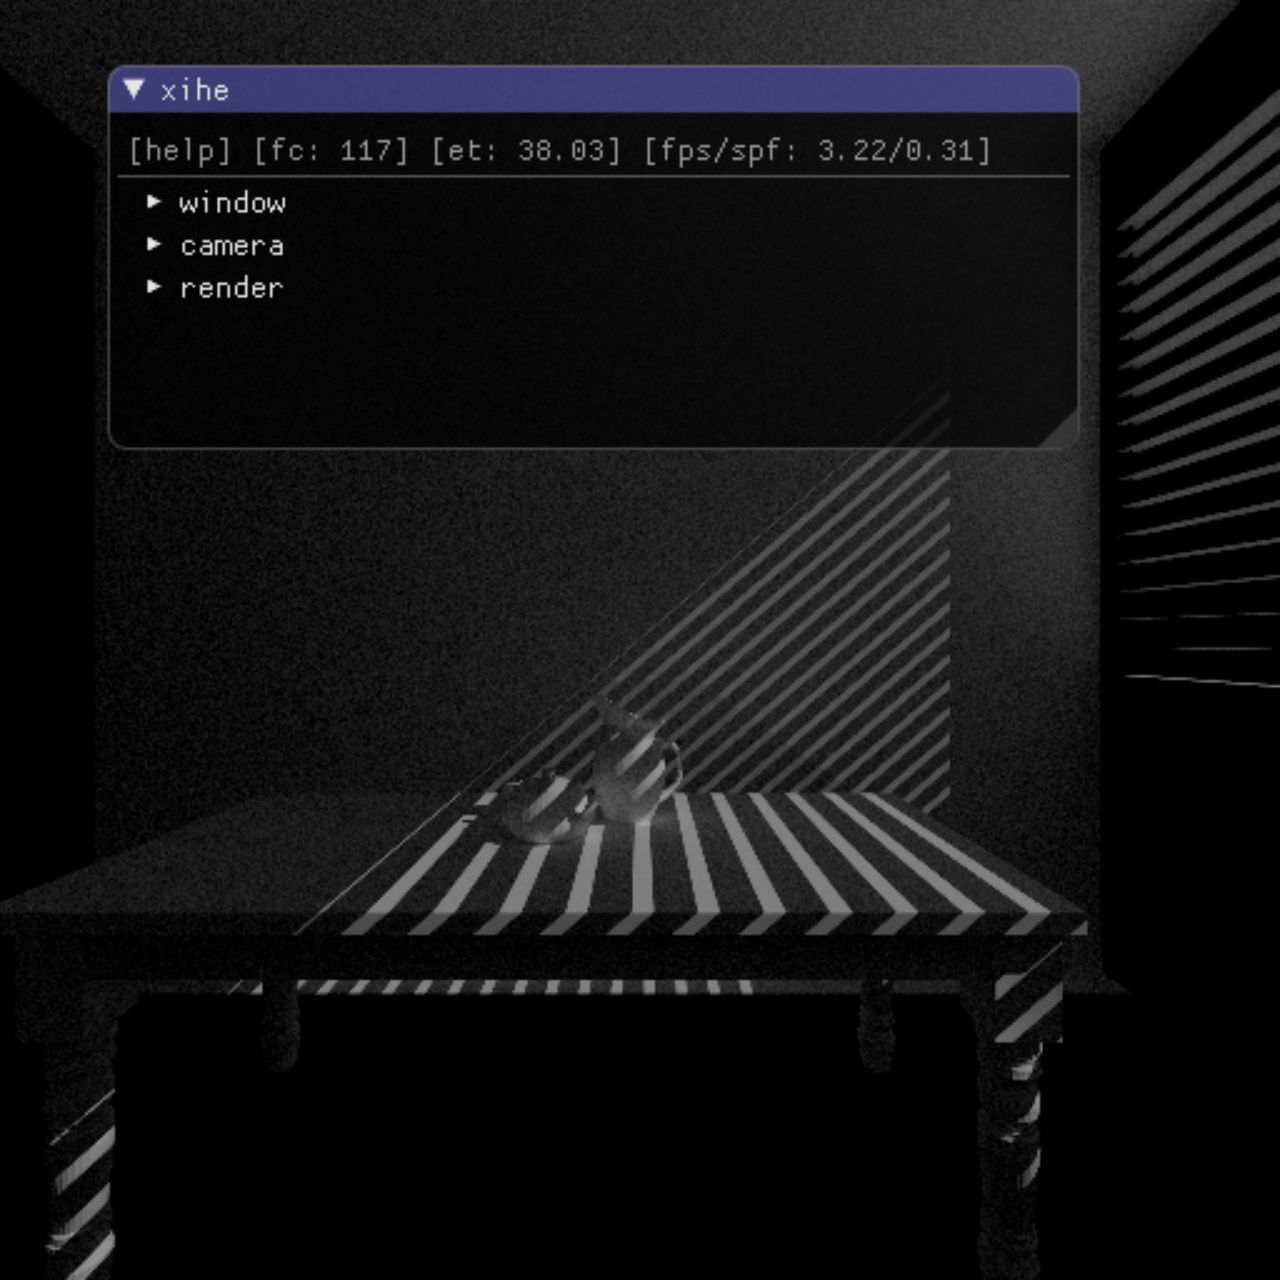 xihe
[help] [fc: 117] [et: 38.03] [fps/spf: 3.22/0.31]
window
camera
render